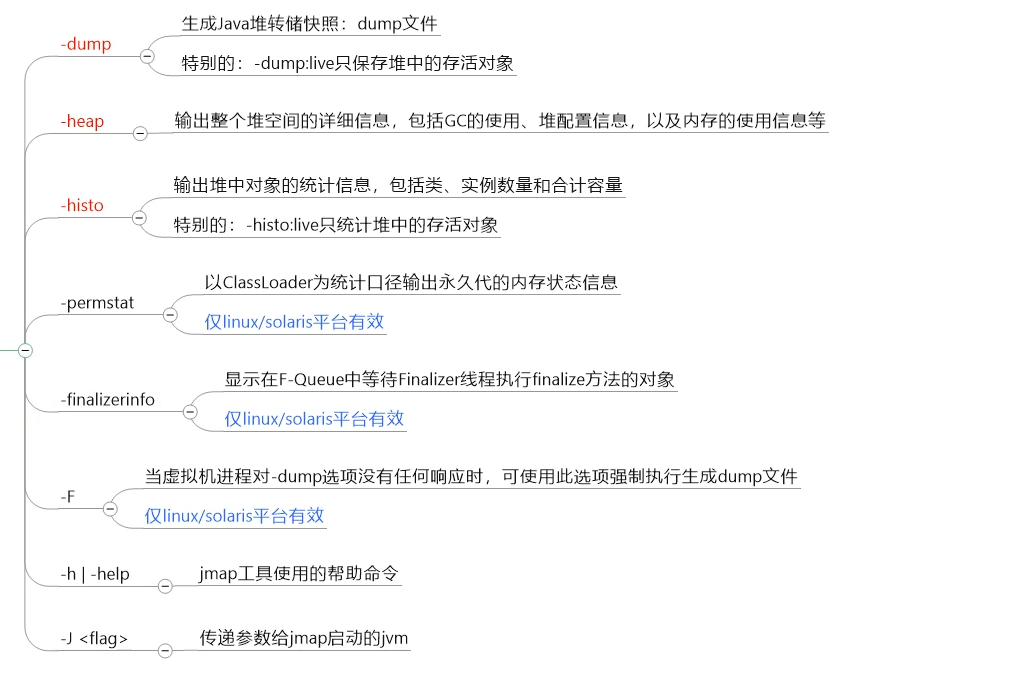 -dump
生成Java堆转储快照：dump文件
特别的：-dump:live只保存堆中的存活对象
-heap
输出整个堆空间的详细信息，包括GC的使用、堆配置信息，以及内存的使用信息等
-histo
输出堆中对象的统计信息，包括类、实例数量和合计容量
特别的：-histo:live只统计堆中的存活对象
-permstat
以ClassLoader为统计口径输出永久代的内存状态信息
仅linux/solaris平台有效
-finalizerinfo
显示在F-Queue中等待Finalizer线程执行finalize方法的对象
仅linux/solaris平台有效
-F
当虚拟机进程对-dump选项没有任何响应时，可使用此选项强制执行生成dump文件
仅linux/solaris平台有效
-h | -help
jmap工具使用的帮助命令
-J <flag>
传递参数给jmap启动的jvm